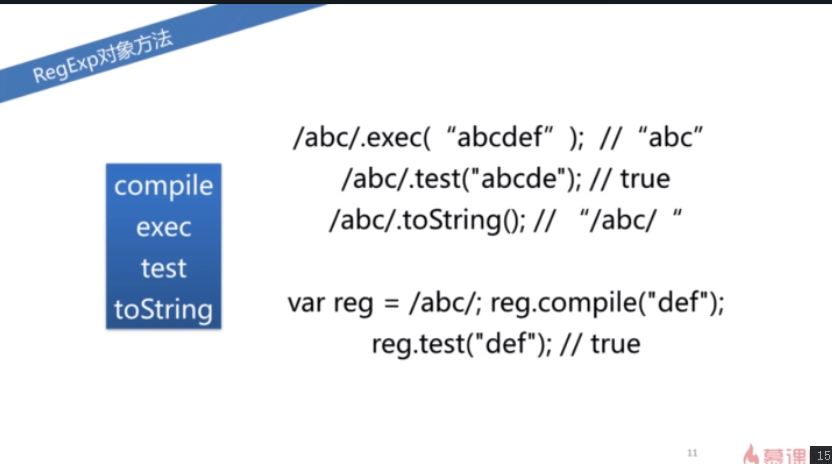 RegExp对象方法
compile
exec
test
toString
/abc/.exec( “abcdef” ); // “abc”
/abc/.test("abcde"); // true
/abc/.toString(); // “/abc/ “
var reg = /abc/; reg.compile("def");
reg.test("def"); // true
11
慕课
15